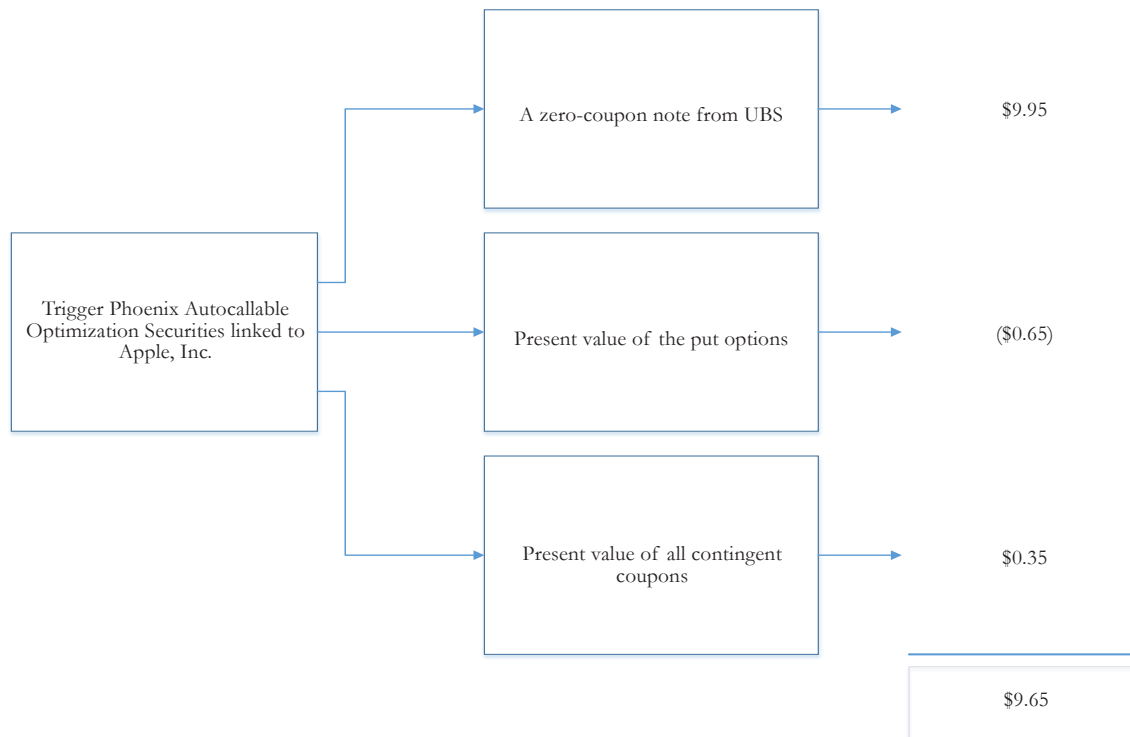 A zero-coupon note from UBS
$9.95
Trigger Phoenix Autocallable
Optimization Securities linked to
Apple, Inc.
Present value of the put options
($0.65)
Present value of all contingent
coupons
$0.35
$9.65